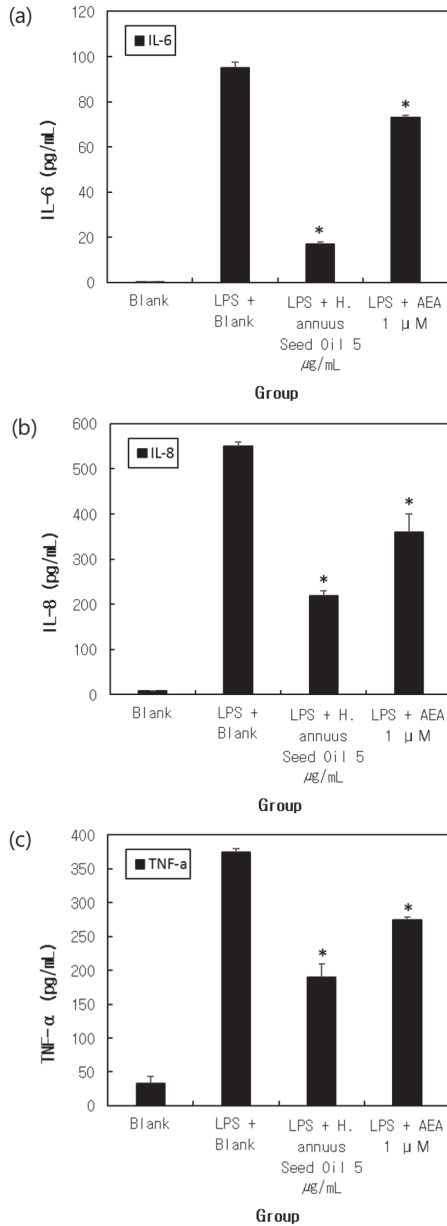 (a)
IL-6
120
100
80
60
40
20
0
IL-6 (pg/mL)
*
*
Blank
LPS +
Blank
LPS + H.
annuus
Seed Oil 5
μg/mL
LPS + AEA
1 μM
Group
(b)
IL-8
600
500
400
300
200
100
0
IL-8 (pg/mL)
*
*
Blank
LPS +
Blank
LPS + H.
annuus
Seed Oil 5
μg/mL
LPS + AEA
1 μM
Group
(c)
TNF-a
400
350
300
250
200
150
100
50
0
TNF-α (pg/mL)
*
*
Blank
LPS +
Blank
LPS + H.
annuus
Seed Oil 5
μg/mL
LPS + AEA
1 μM
Group